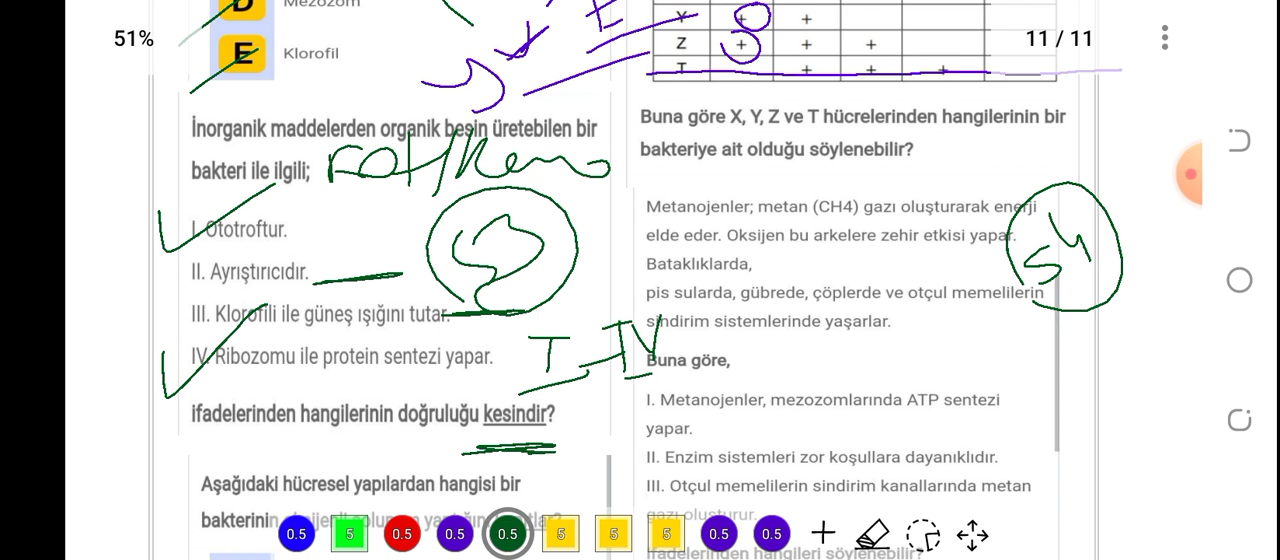 51%
D
Mezozom
E
Klorofil
İnorganik maddelerden organik besin üretebilen bir
bakteri ile ilgili;
I. Ototroftur.
II. Ayrıştırıcıdır.
III. Klorofili ile güneş ışığını tutar.
IV. Ribozomu ile protein sentezi yapar.
I-IV
ifadelerinden hangilerinin doğruluğu kesindir?
Aşağıdaki hücresel yapılardan hangisi bir
bakterinin
Y + +
Z + + +
T + + +
11 / 11
Buna göre X, Y, Z ve T hücrelerinden hangilerinin bir
bakteriye ait olduğu söylenebilir?
Metanojenler; metan (CH4) gazı oluşturarak enerji
elde eder. Oksijen bu arkelere zehir etkisi yapar.
Bataklıklarda,
pis sularda, gübrede, çöplerde ve otçul memelilerin
sindirim sistemlerinde yaşarlar.
Buna göre,
I. Metanojenler, mezozomlarında ATP sentezi
yapar.
II. Enzim sistemleri zor koşullara dayanıklıdır.
III. Otçul memelilerin sindirim kanallarında metan
gazı oluşturur.
ifadelerinden hangileri söylenebilir?
0.5 5 0.5 0.5 0.5 5 5 5 0.5 0.5